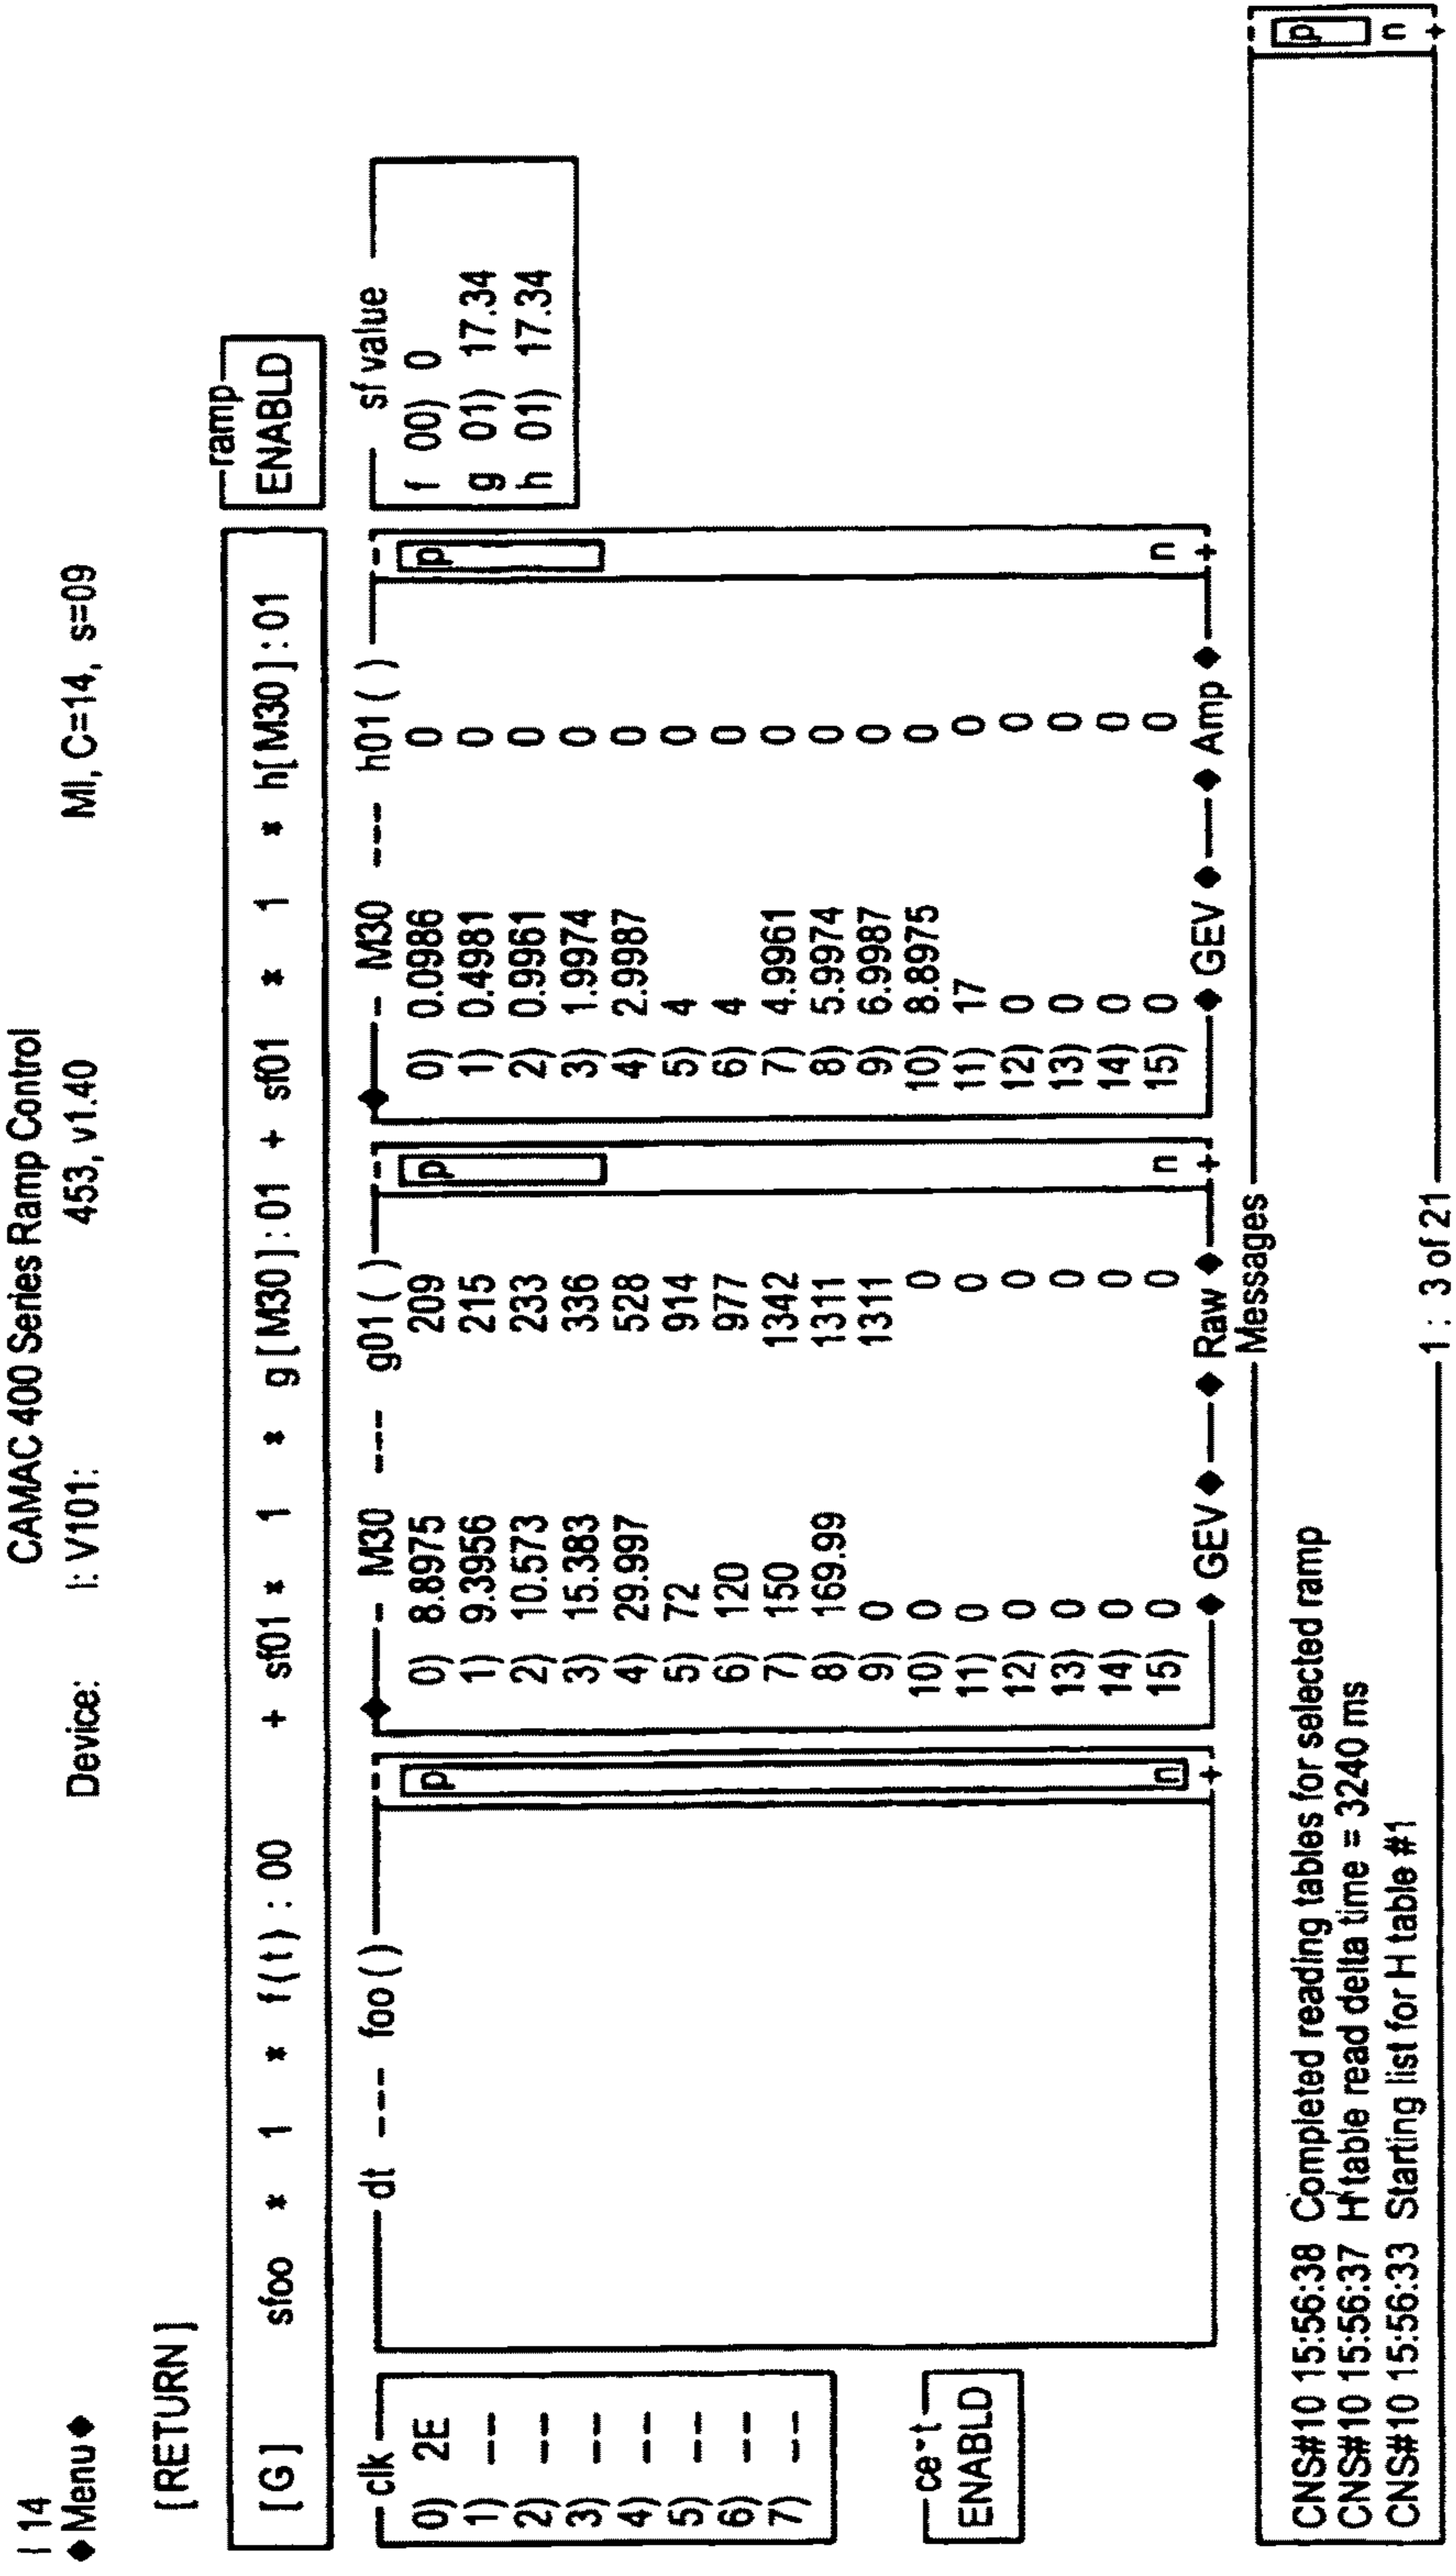 I 14 CAMAC 400 Series Ramp Control
◆Menu◆ Device: I: V101: 453, v1.40 MI, C=14, s=09
[RETURN]
ramp
[G] sfoo * 1 * f(t):00 + sf01 * 1 * g[M30]:01 + sf01 * 1 * h[M30]:01 ENABLD
clk dt --- foo() ◆ M30 ---- g01() ◆ M30 ---- h01() sf value
0) 2E p 0) 8.8975 209 p 0) 0.0986 0 p f 00) 0
1) -- 1) 9.3956 215 1) 0.4981 0 g 01) 17.34
2) -- 2) 10.573 233 2) 0.9961 0 h 01) 17.34
3) -- 3) 15.383 336 3) 1.9974 0
4) -- 4) 29.997 528 4) 2.9987 0
5) -- 5) 72 914 5) 4 0
6) -- 6) 120 977 6) 4 0
7) -- 7) 150 1342 7) 4.9961 0
8) 169.99 1311 8) 5.9974 0
9) 0 1311 9) 6.9987 0
10) 0 0 10) 8.8975 0
ENABLD 11) 0 0 11) 17 0
12) 0 0 12) 0 0
13) 0 0 13) 0 0
14) 0 0 14) 0 0
n 15) 0 0 n 15) 0 0 n
+ ◆ GEV ◆ ◆ Raw ◆ + ◆ GEV ◆ ◆ Amp ◆ +
Messages
CNS#10 15:56:38 Completed reading tables for selected ramp p
CNS#10 15:56:37 H table read delta time = 3240 ms
CNS#10 15:56:33 Starting list for H table #1 n
1 : 3 of 21 +